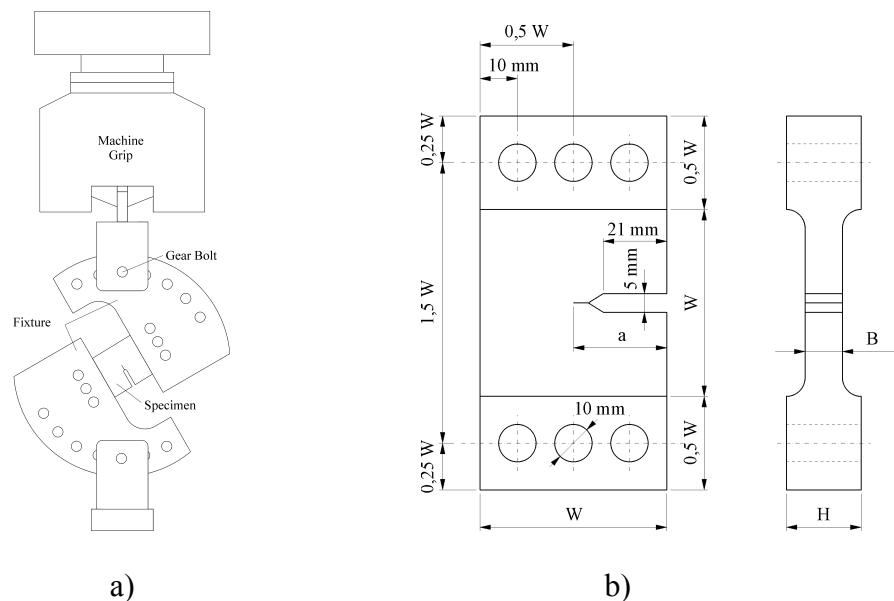 Machine
Grip
Gear Bolt
Fixture
Specimen
a)
0,5 W
10 mm
0,25 W
0,5 W
21 mm
5 mm
1,5 W
W
a
B
10 mm
0,25 W
0,5 W
W
H
b)